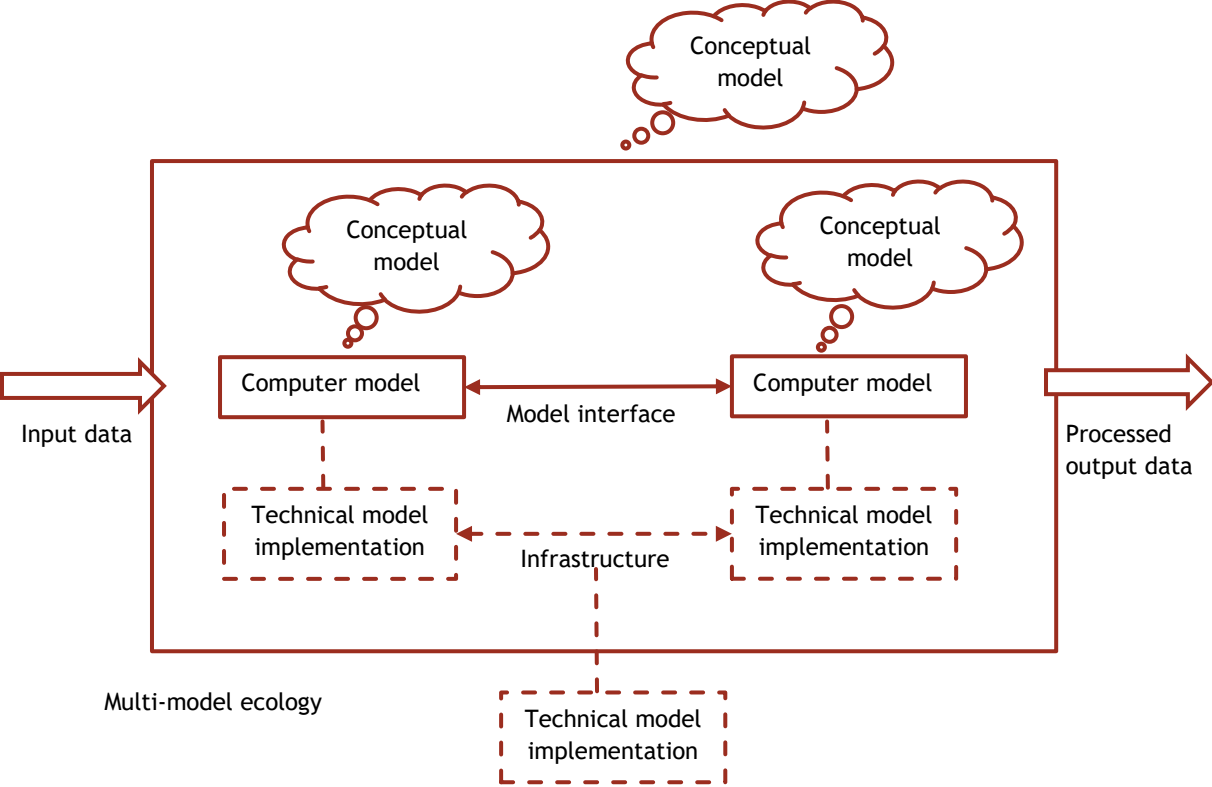 Conceptual
model
Conceptual
model
Conceptual
model
Computer model
Computer model
Model interface
Input data
Processed
output data
Technical model
implementation
Technical model
implementation
Infrastructure
Multi-model ecology
Technical model
implementation